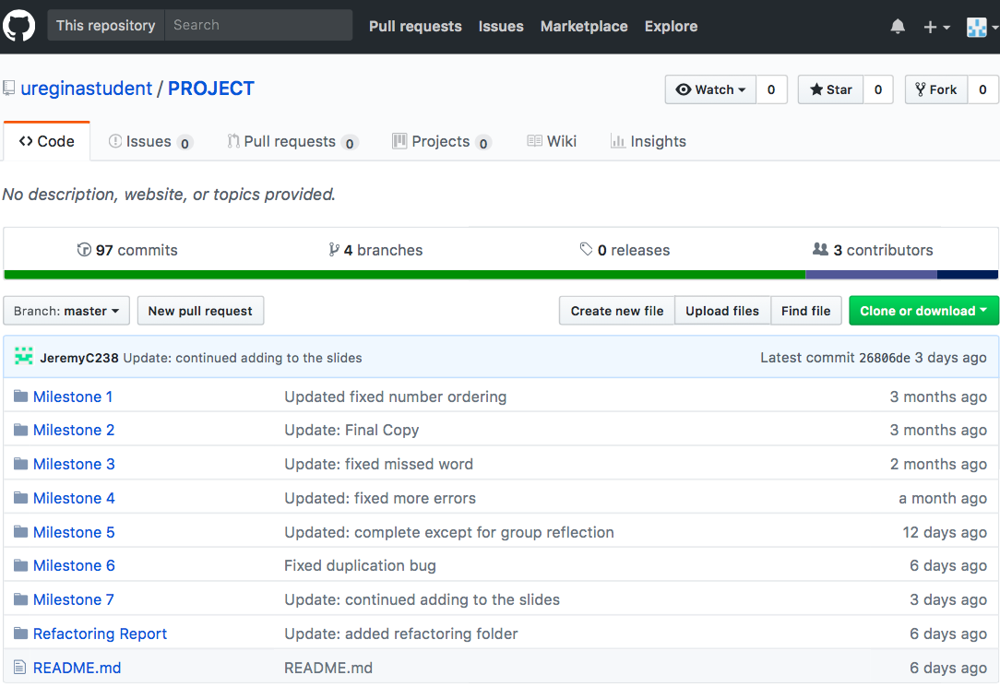 This repository Search Pull requests Issues Marketplace Explore
ureginastudent / PROJECT Watch 0 Star 0 Fork 0
Code Issues 0 Pull requests 0 Projects 0 Wiki Insights
No description, website, or topics provided.
97 commits 4 branches 0 releases 3 contributors
Branch: master New pull request Create new file Upload files Find file Clone or download
JeremyC238 Update: continued adding to the slides Latest commit 26806de 3 days ago
Milestone 1 Updated fixed number ordering 3 months ago
Milestone 2 Update: Final Copy 3 months ago
Milestone 3 Update: fixed missed word 2 months ago
Milestone 4 Updated: fixed more errors a month ago
Milestone 5 Updated: complete except for group reflection 12 days ago
Milestone 6 Fixed duplication bug 6 days ago
Milestone 7 Update: continued adding to the slides 3 days ago
Refactoring Report Update: added refactoring folder 6 days ago
README.md README.md 6 days ago